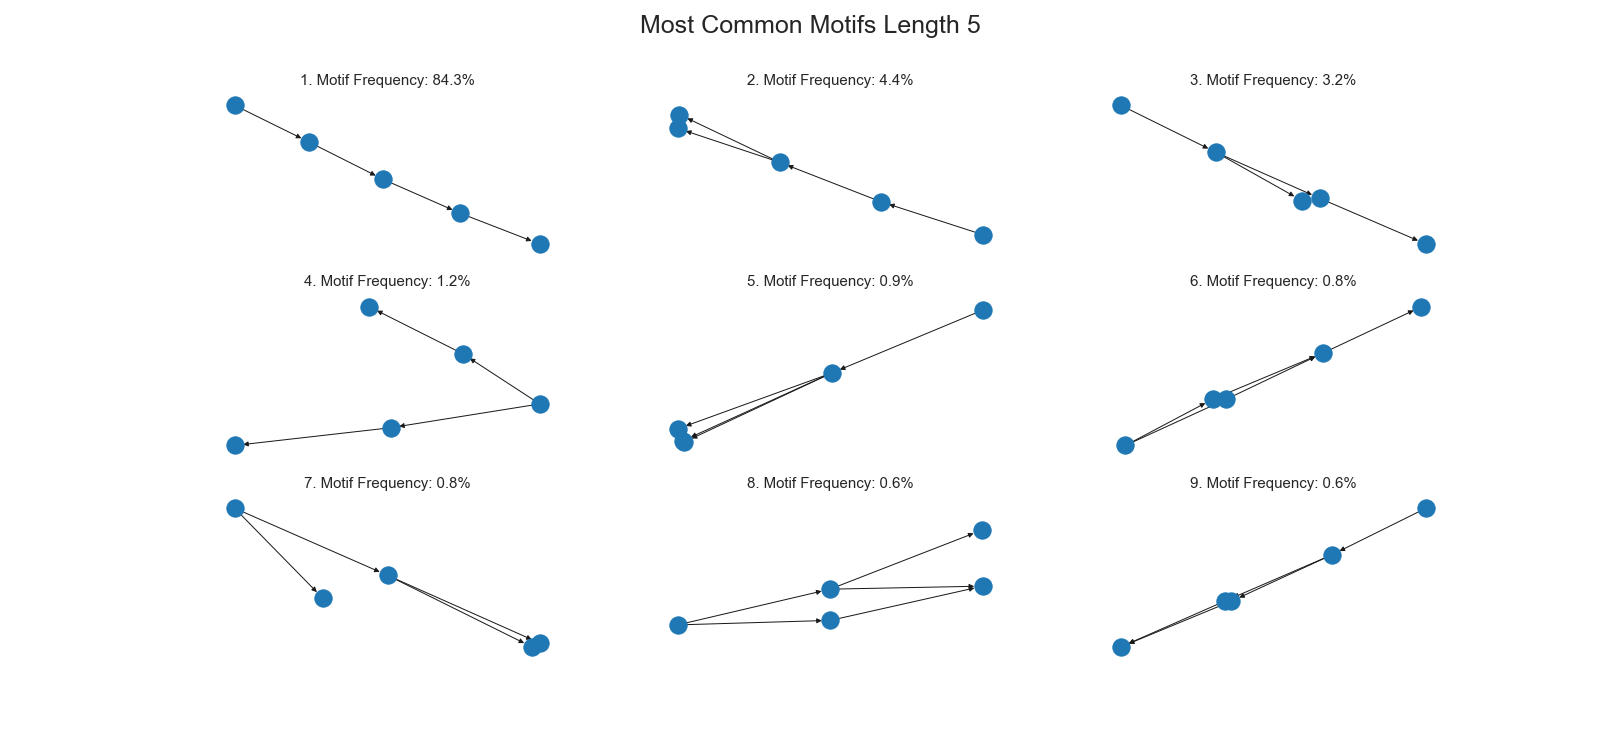 Most Common Motifs Length 5
1. Motif Frequency: 84.3%
2. Motif Frequency: 4.4%
3. Motif Frequency: 3.2%
4. Motif Frequency: 1.2%
5. Motif Frequency: 0.9%
6. Motif Frequency: 0.8%
7. Motif Frequency: 0.8%
8. Motif Frequency: 0.6%
9. Motif Frequency: 0.6%